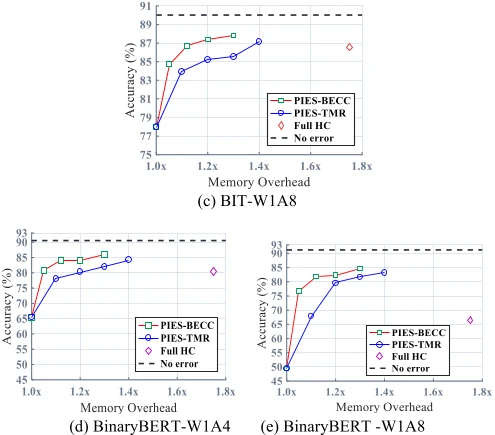 91
89
87
85
83
81
79
77
75
Accuracy (%)
1.0x 1.2x 1.4x 1.6x 1.8x
Memory Overhead
PIES-BECC
PIES-TMR
Full HC
No error
(c) BIT-W1A8
93
90
85
80
75
70
65
60
55
50
45
Accuracy (%)
1.0x 1.2x 1.4x 1.6x 1.8x
Memory Overhead
PIES-BECC
PIES-TMR
Full HC
No error
(d) BinaryBERT-W1A4
93
90
85
80
75
70
65
60
55
50
45
Accuracy (%)
1.0x 1.2x 1.4x 1.6x 1.8x
Memory Overhead
PIES-BECC
PIES-TMR
Full HC
No error
(e) BinaryBERT -W1A8